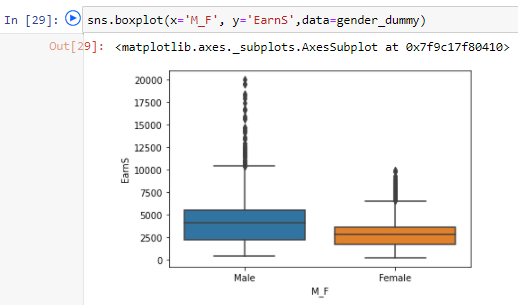 In [29]: sns.boxplot(x='M_F', y='EarnS',data=gender_dummy)
Out[29]: <matplotlib.axes._subplots.AxesSubplot at 0x7f9c17f80410>
20000
17500
15000
12500
10000
7500
5000
2500
0
EarnS
Male Female
M_F